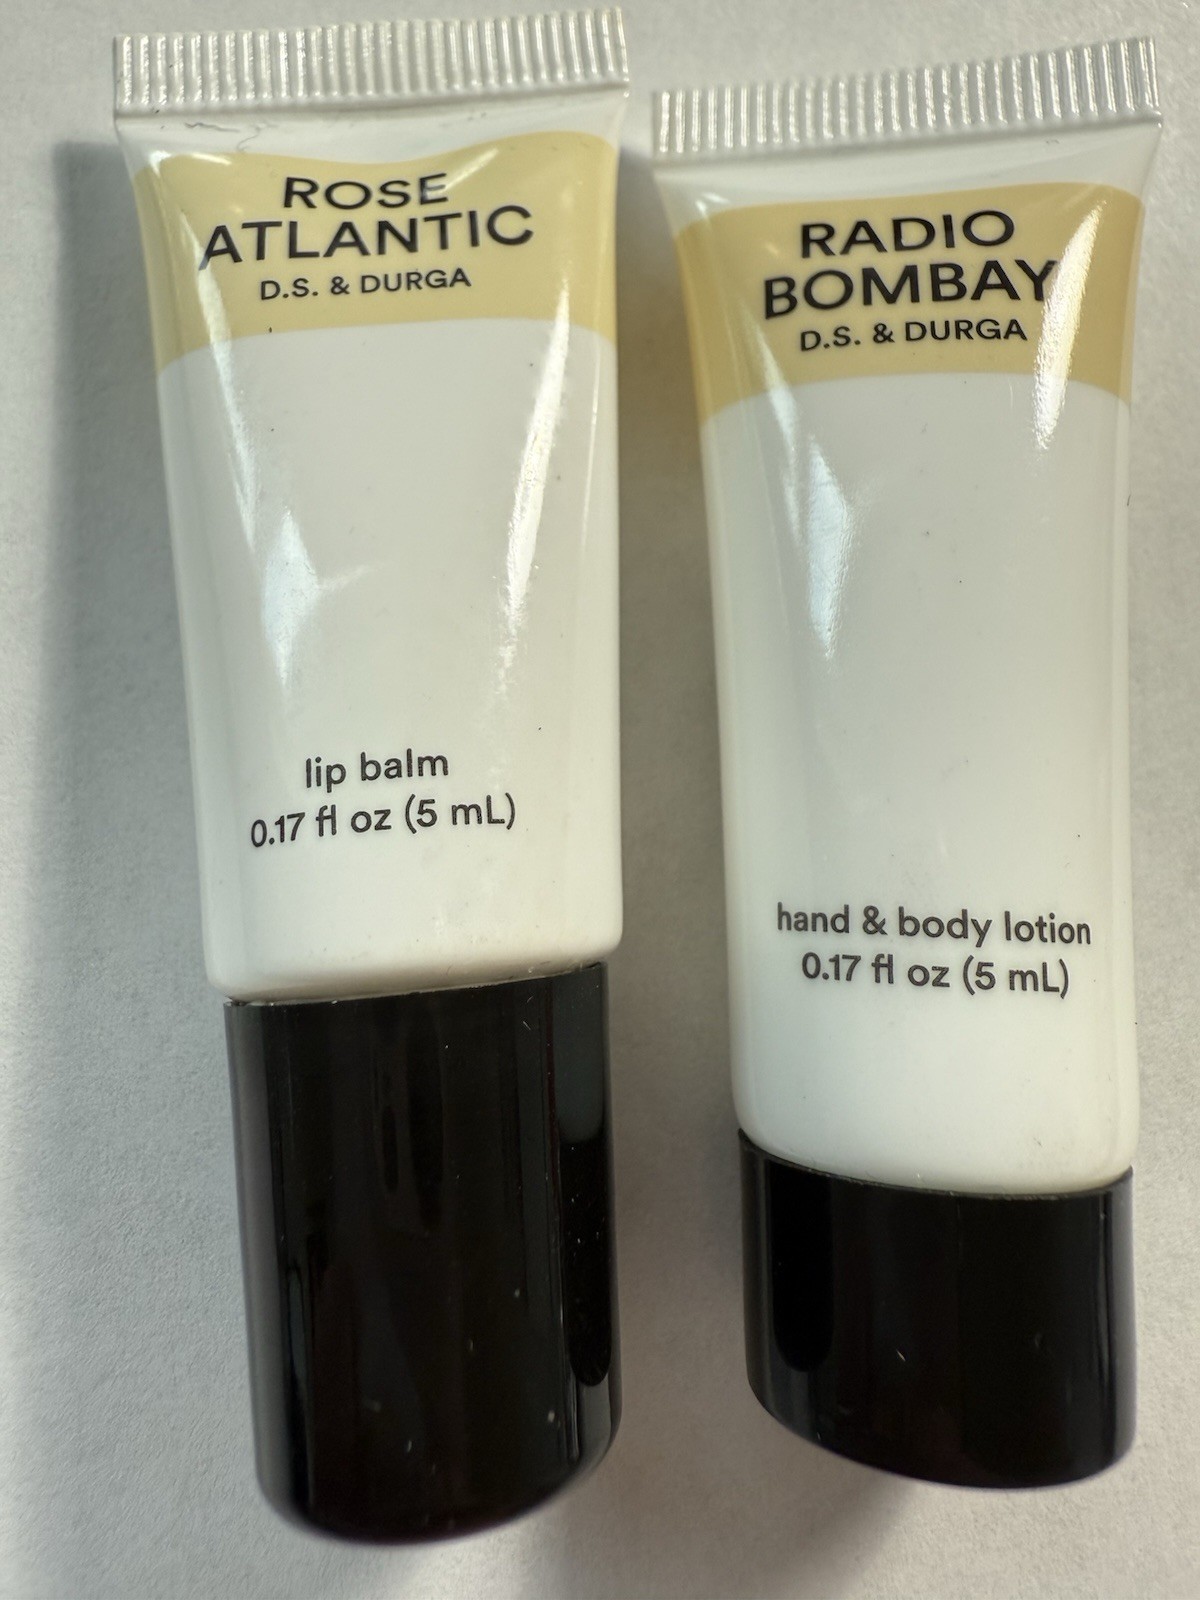 ROSE
ATLANTIC
D.S. & DURGA
lip balm
0.17 fl oz (5 mL)
RADIO
BOMBAY
D.S. & DURGA
hand & body lotion
0.17 fl oz (5 mL)